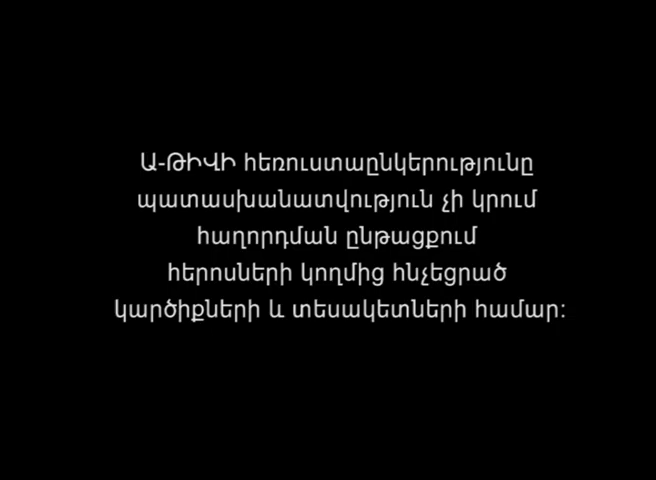 Ա-ԹԻՎԻ հեռուստաընկերությունը
պատասխանատվություն չի կրում
հաղորդման ընթացքում
հերոսների կողմից հնչեցրած
կարծիքների և տեսակետների համար: